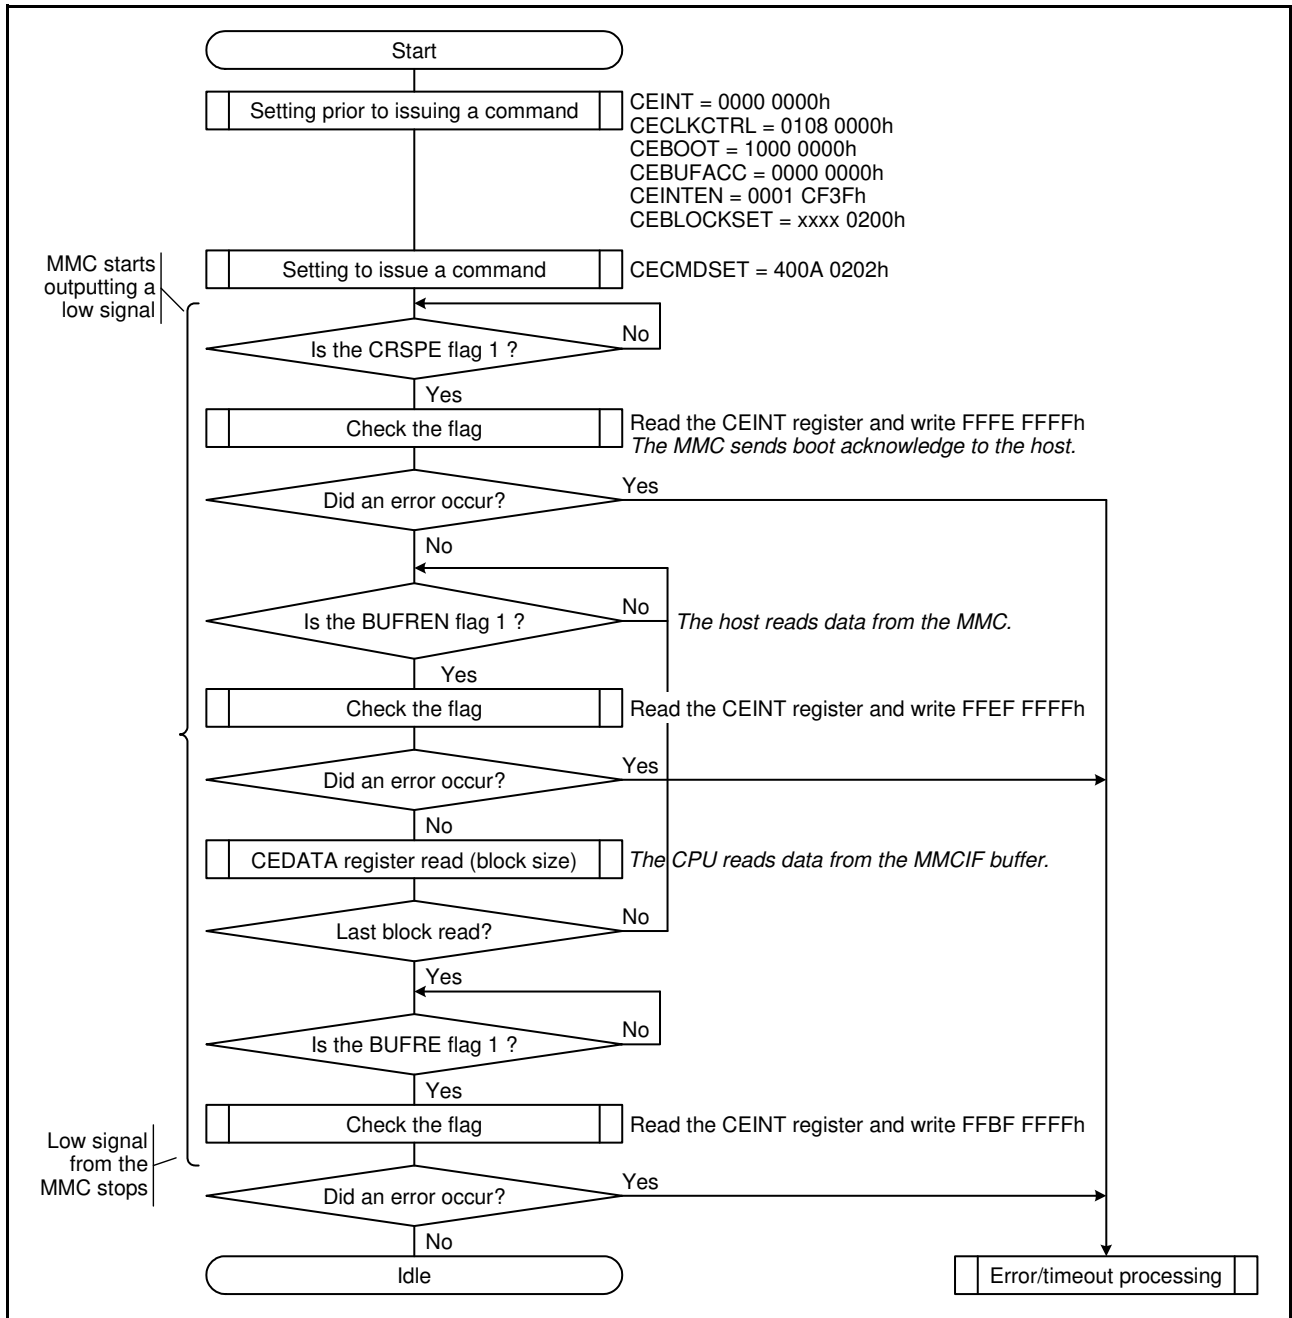 Start
Setting prior to issuing a command
CEINT = 0000 0000h
CECLKCTRL = 0108 0000h
CEBOOT = 1000 0000h
CEBUFACC = 0000 0000h
CEINTEN = 0001 CF3Fh
CEBLOCKSET = xxxx 0200h
MMC starts
outputting a
low signal
Setting to issue a command
CECMDSET = 400A 0202h
Is the CRSPE flag 1 ?
No
Yes
Check the flag
Read the CEINT register and write FFFE FFFFh
The MMC sends boot acknowledge to the host.
Did an error occur?
Yes
No
Is the BUFREN flag 1 ?
No
The host reads data from the MMC.
Yes
Check the flag
Read the CEINT register and write FFEF FFFFh
Did an error occur?
Yes
No
CEDATA register read (block size)
The CPU reads data from the MMCIF buffer.
Last block read?
No
Yes
Is the BUFRE flag 1 ?
No
Yes
Check the flag
Read the CEINT register and write FFBF FFFFh
Low signal
from the
MMC stops
Did an error occur?
Yes
No
Idle
Error/timeout processing